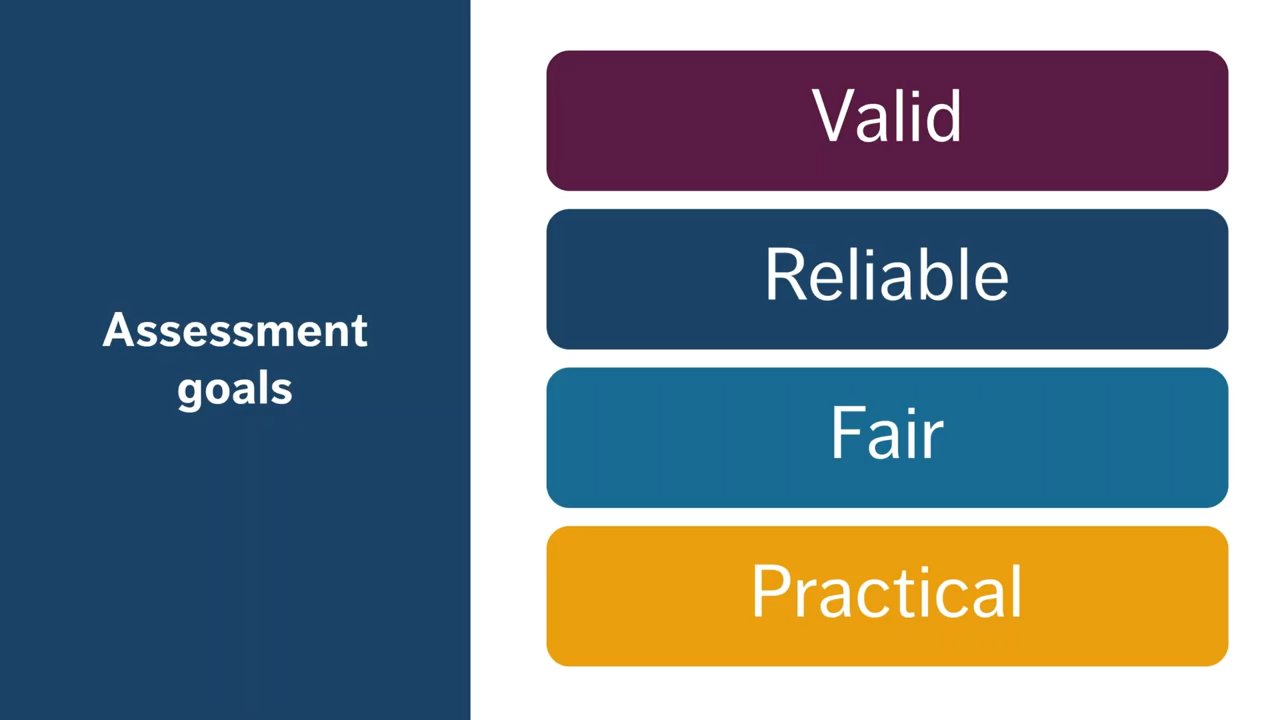 Assessment
goals
Valid
Reliable
Fair
Practical